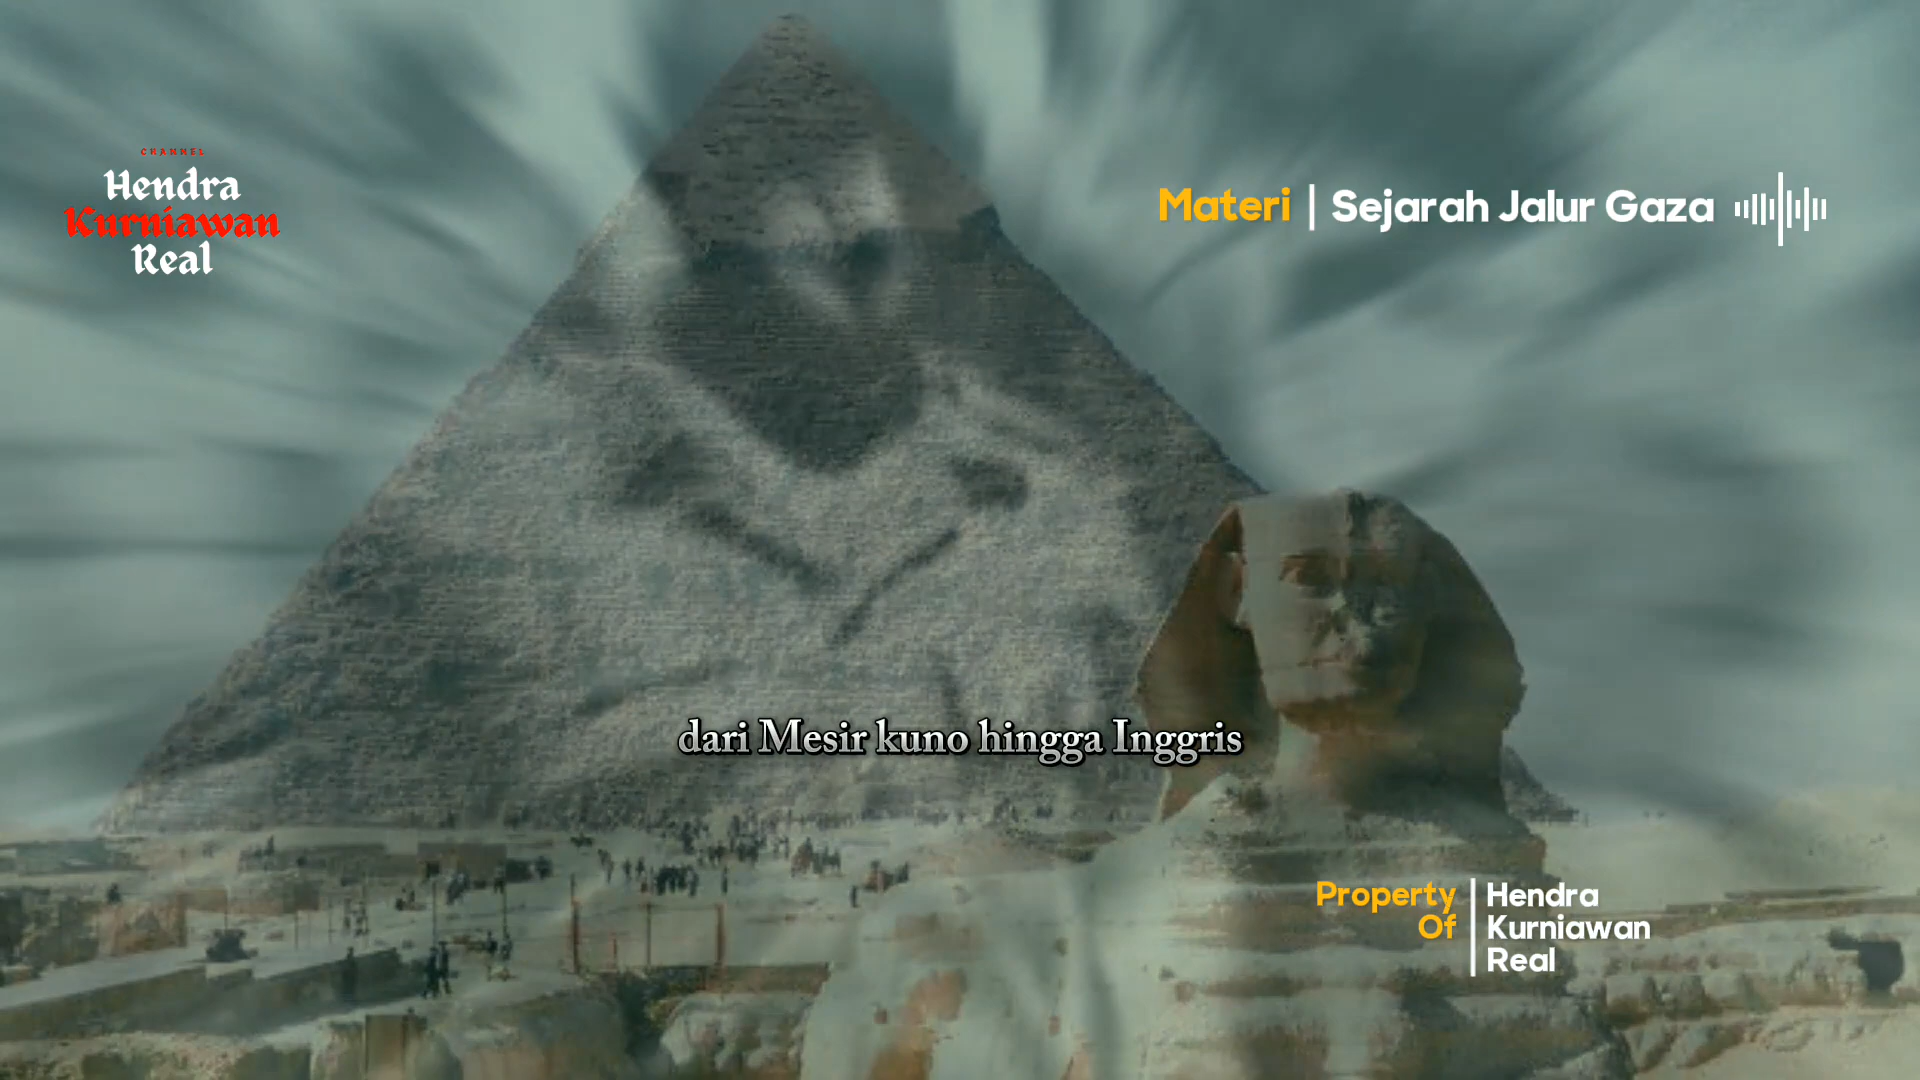 CHANNEL
Hendra
Kurniawan
Real
Materi | Sejarah Jalur Gaza
dari Mesir kuno hingga Inggris
Property
Of
Hendra
Kurniawan
Real